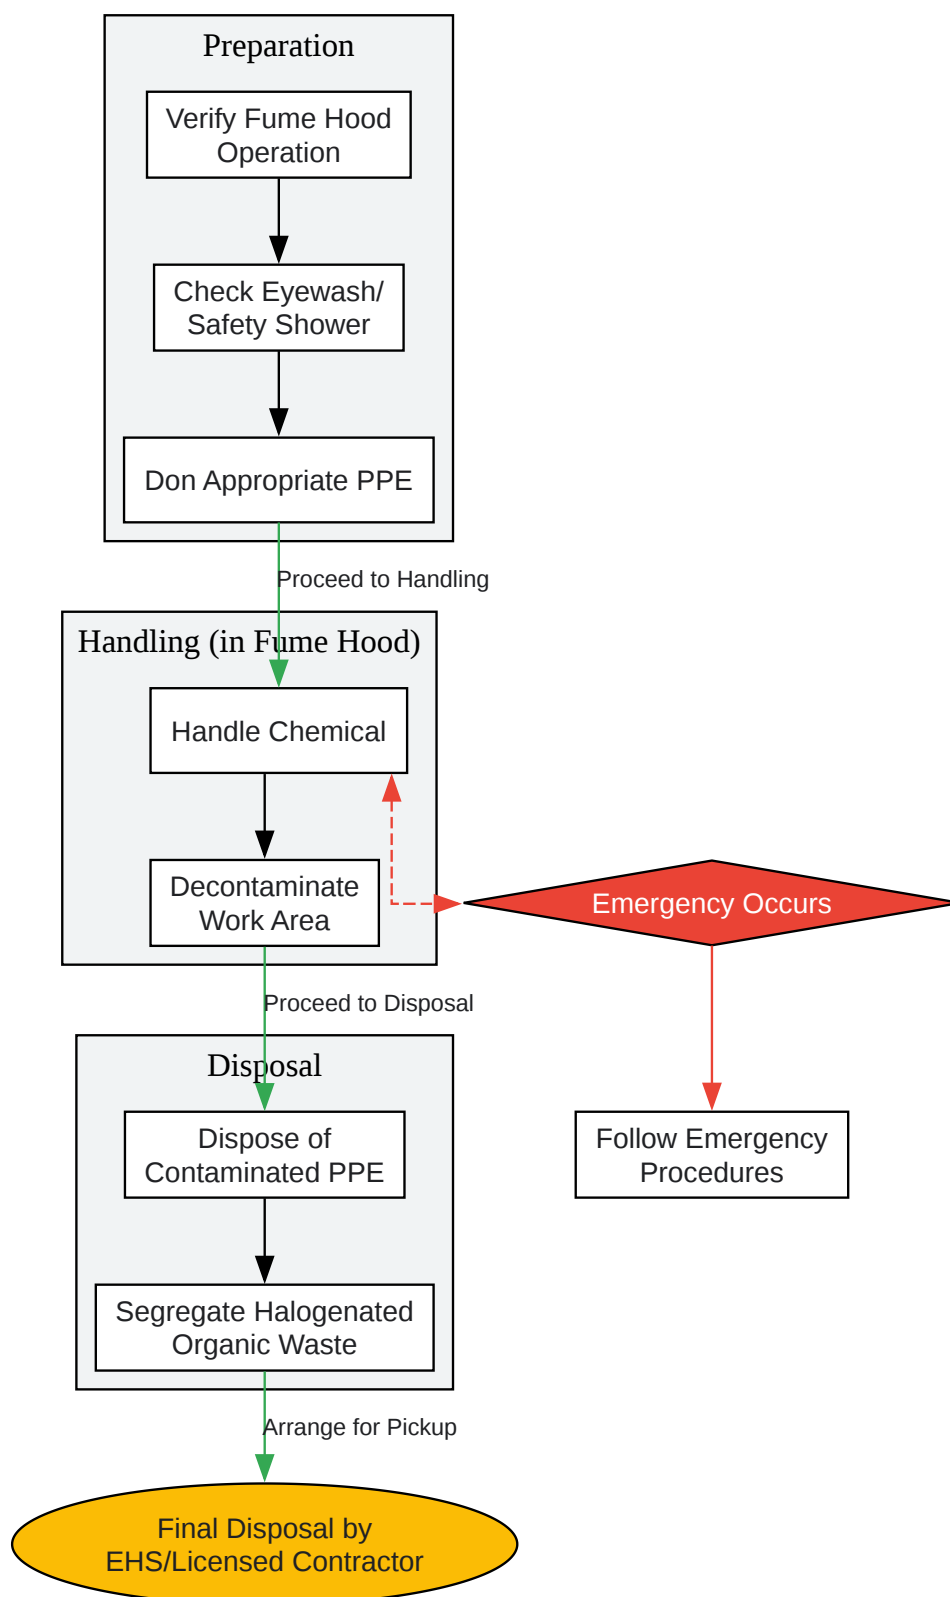 Preparation
Verify Fume Hood
Operation
Check Eyewash/
Safety Shower
Don Appropriate PPE
Proceed to Handling
Handling (in Fume Hood)
Handle Chemical
Decontaminate
Work Area
Emergency Occurs
Proceed to Disposal
Disposal
Dispose of
Contaminated PPE
Follow Emergency
Procedures
Segregate Halogenated
Organic Waste
Arrange for Pickup
Final Disposal by
EHS/Licensed Contractor